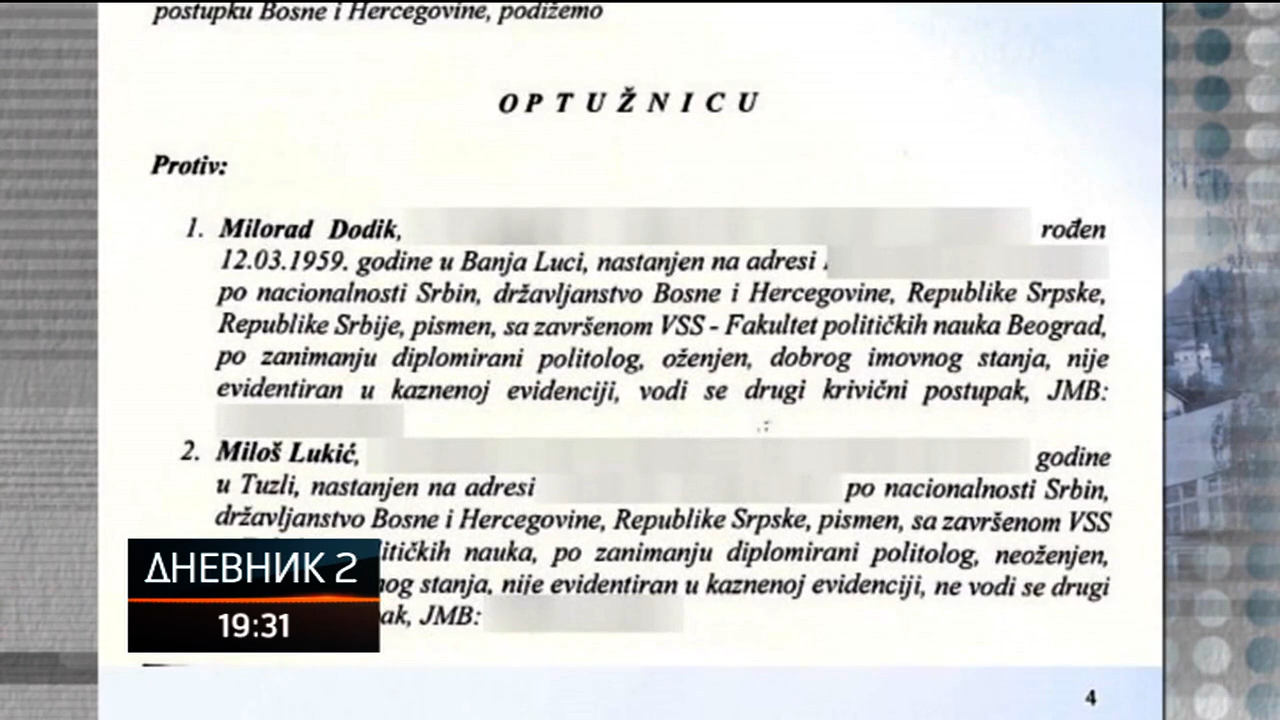 postupku Bosne i Hercegovine, podižemo
OPTUŽNICU
Protiv:
1. Milorad Dodik, rođen
12.03.1959. godine u Banja Luci, nastanjen na adresi
po nacionalnosti Srbin, državljanstvo Bosne i Hercegovine, Republike Srpske,
Republike Srbije, pismen, sa završenom VSS - Fakultet političkih nauka Beograd,
po zanimanju diplomirani politolog, oženjen, dobrog imovnog stanja, nije
evidentiran u kaznenoj evidenciji, vodi se drugi krivični postupak, JMB:
2. Miloš Lukić, godine
u Tuzli, nastanjen na adresi po nacionalnosti Srbin,
državljanstvo Bosne i Hercegovine, Republike Srpske, pismen, sa završenom VSS
itičkih nauka, po zanimanju diplomirani politolog, neoženjen,
nog stanja, nije evidentiran u kaznenoj evidenciji, ne vodi se drugi
ak, JMB:
ДНЕВНИК 2
19:31
4